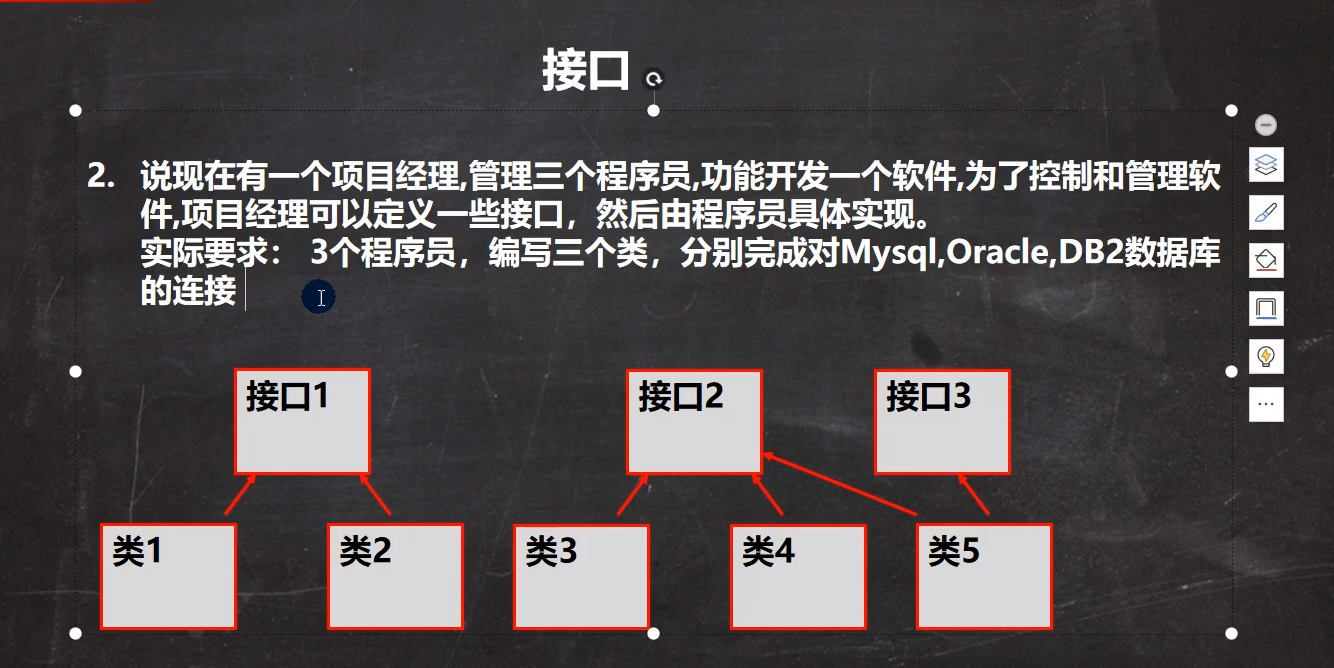 接口
2. 说现在有一个项目经理,管理三个程序员,功能开发一个软件,为了控制和管理软
件,项目经理可以定义一些接口，然后由程序员具体实现。
实际要求： 3个程序员，编写三个类，分别完成对Mysql,Oracle,DB2数据库
的连接
接口1
接口2
接口3
类1
类2
类3
类4
类5